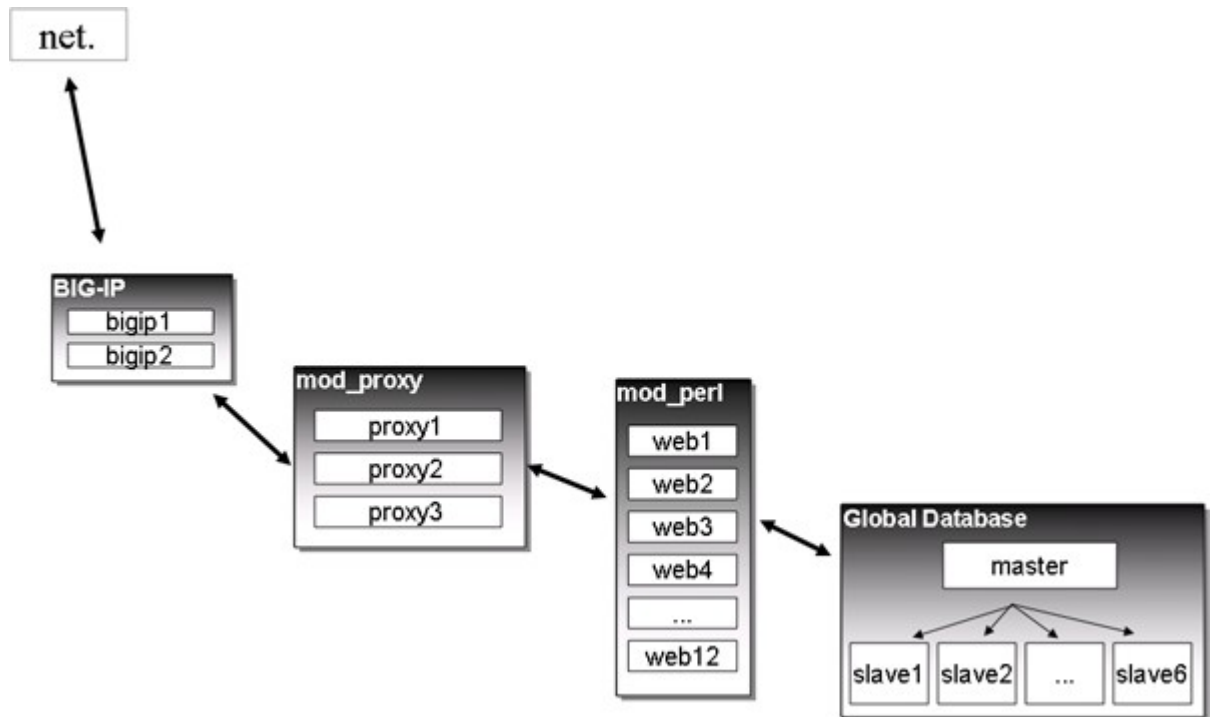 net.
BIG-IP
bigip1
bigip2
mod_proxy
proxy1
proxy2
proxy3
mod_perl
web1
web2
web3
web4
...
web12
Global Database
master
slave1 slave2 ... slave6